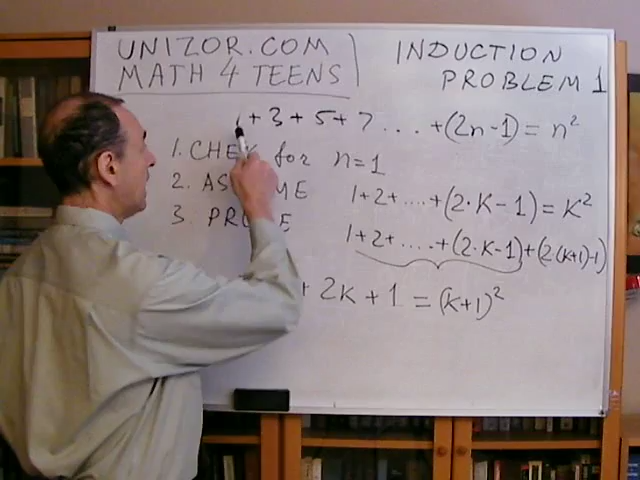 UNIZOR.COM
MATH 4 TEENS
INDUCTION
PROBLEM 1
1+3+5+7....+(2n-1)=n²
1. CHE for n=1
2. AS ME
3. PRO E
1+2+....+(2·K-1)=K²
1+2+....+(2·K-1)+(2(k+1)-1)
+2K+1=(k+1)²